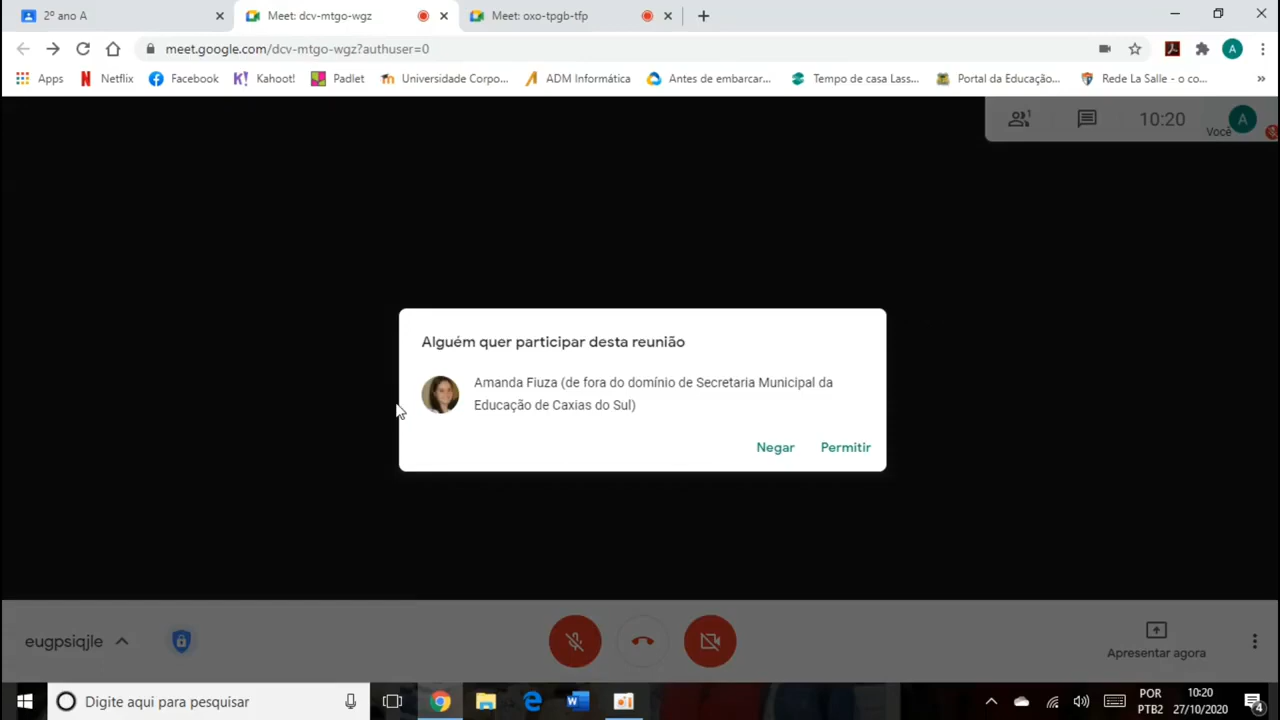 2º ano A
Meet: dcv-mtgo-wgz
Meet: oxo-tpgb-tfp
meet.google.com/dcv-mtgo-wgz?authuser=0
A
Apps
Netflix
Facebook
K! Kahoot!
Padlet
Universidade Corpo...
ADM Informática
Antes de embarcar...
Tempo de casa Lass...
Portal da Educação...
Rede La Salle - o co...
»
1
10:20
Você
A
Alguém quer participar desta reunião
Amanda Fiuza (de fora do domínio de Secretaria Municipal da
Educação de Caxias do Sul)
Negar
Permitir
eugpsiqjle
Apresentar agora
Digite aqui para pesquisar
POR
PTB2
10:20
27/10/2020
4